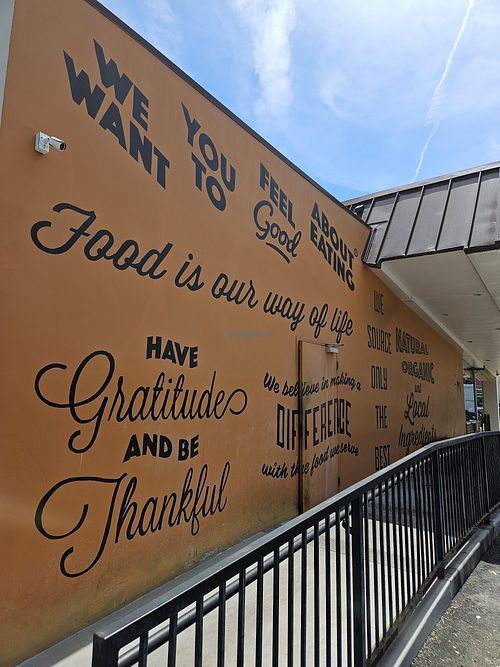 WE YOU FEEL ABOUT
WANT TO Good EATING
Food is our way of life
HAVE
Gratitude
AND BE
Thankful
We believe in making a
DIFFERENCE
with the food we serve
WE
SOURCE
ONLY
THE
BEST
NATURAL
ORGANIC
and
Local
Ingredients